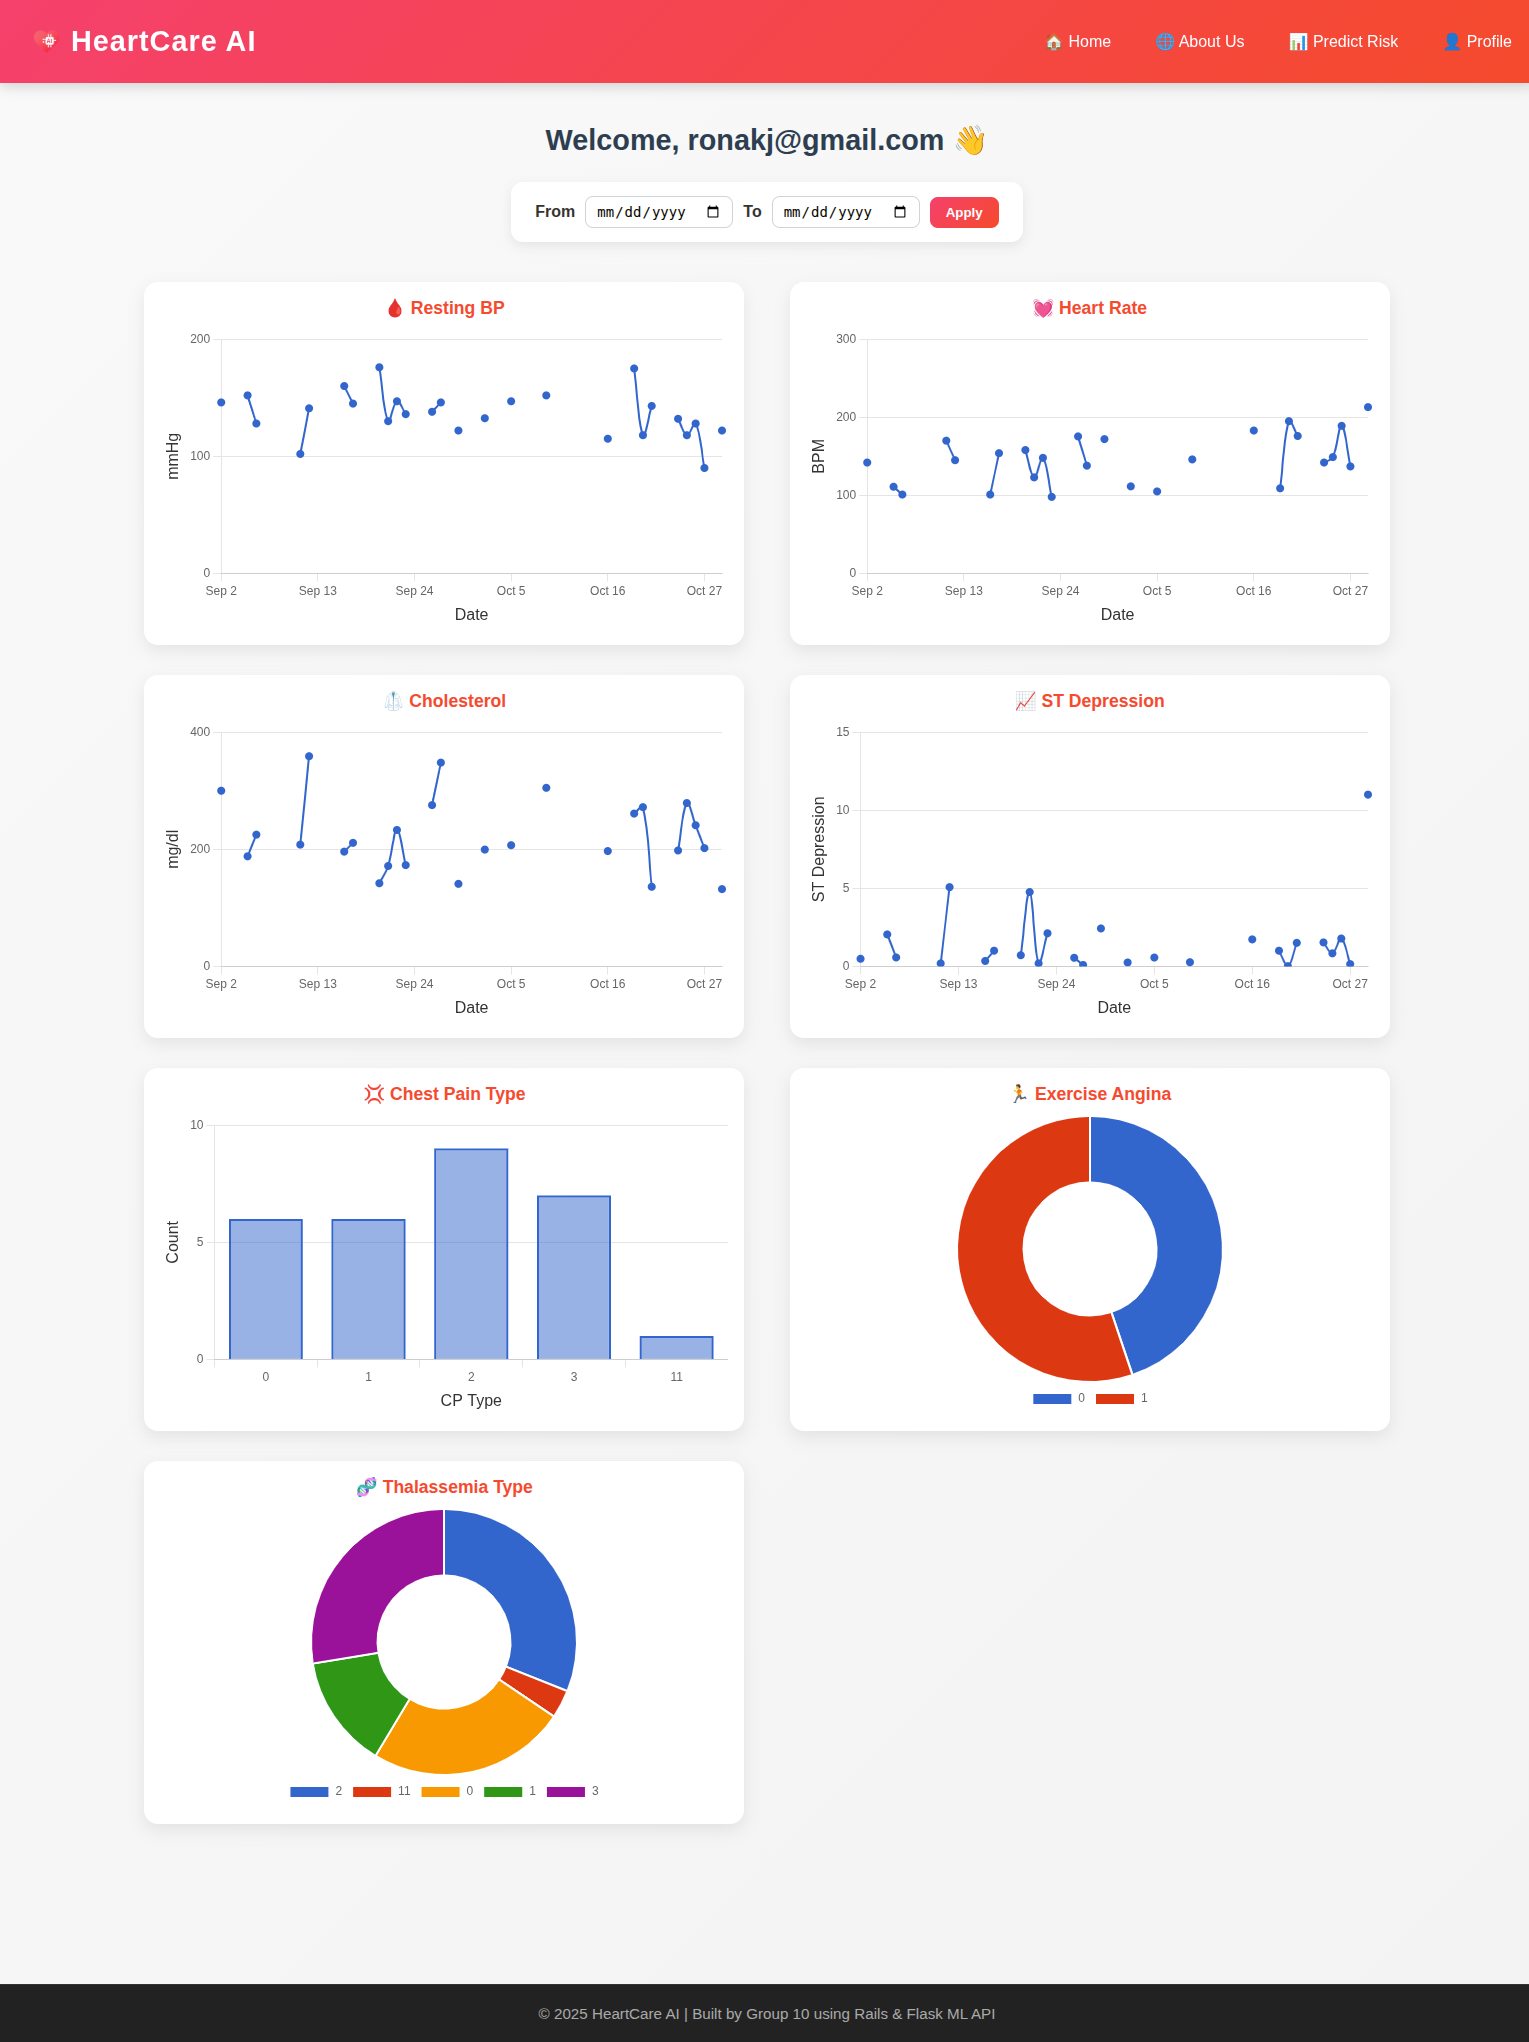 HeartCare AI
🏠 Home 🌐 About Us 📊 Predict Risk 👤 Profile
Welcome, ronakj@gmail.com 👋
From mm/dd/yyyy To mm/dd/yyyy Apply
🩸 Resting BP
200
100
0
mmHg
Sep 2 Sep 13 Sep 24 Oct 5 Oct 16 Oct 27
Date
💓 Heart Rate
300
200
100
0
BPM
Sep 2 Sep 13 Sep 24 Oct 5 Oct 16 Oct 27
Date
🥼 Cholesterol
400
200
0
mg/dl
Sep 2 Sep 13 Sep 24 Oct 5 Oct 16 Oct 27
Date
📈 ST Depression
15
10
5
0
ST Depression
Sep 2 Sep 13 Sep 24 Oct 5 Oct 16 Oct 27
Date
💢 Chest Pain Type
10
5
0
Count
0 1 2 3 11
CP Type
🏃 Exercise Angina
0 1
🧬 Thalassemia Type
2 11 0 1 3
© 2025 HeartCare AI | Built by Group 10 using Rails & Flask ML API